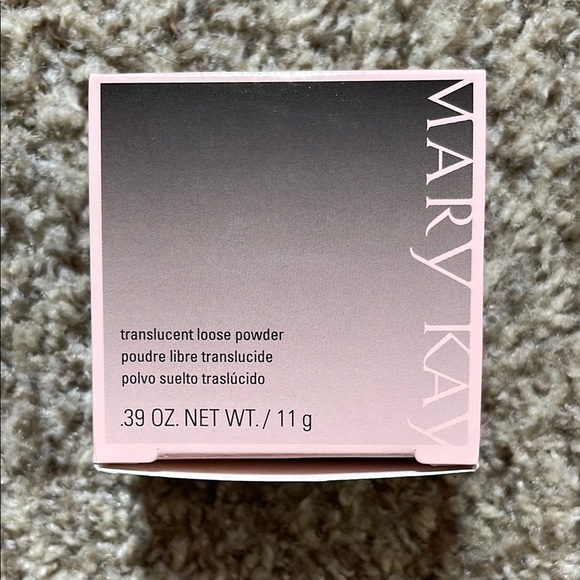 MARY KAY
translucent loose powder
poudre libre translucide
polvo suelto traslúcido
.39 OZ. NET WT. / 11 g